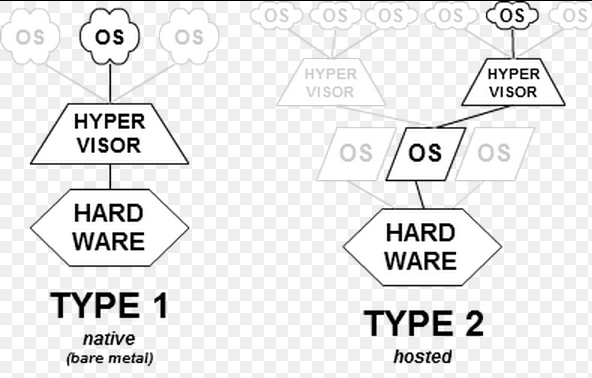 OS OS OS
HYPER
VISOR
HARD
WARE
TYPE 1
native
(bare metal)
OS OS OS OS OS OS
HYPER
VISOR
HYPER
VISOR
OS OS OS
HARD
WARE
TYPE 2
hosted